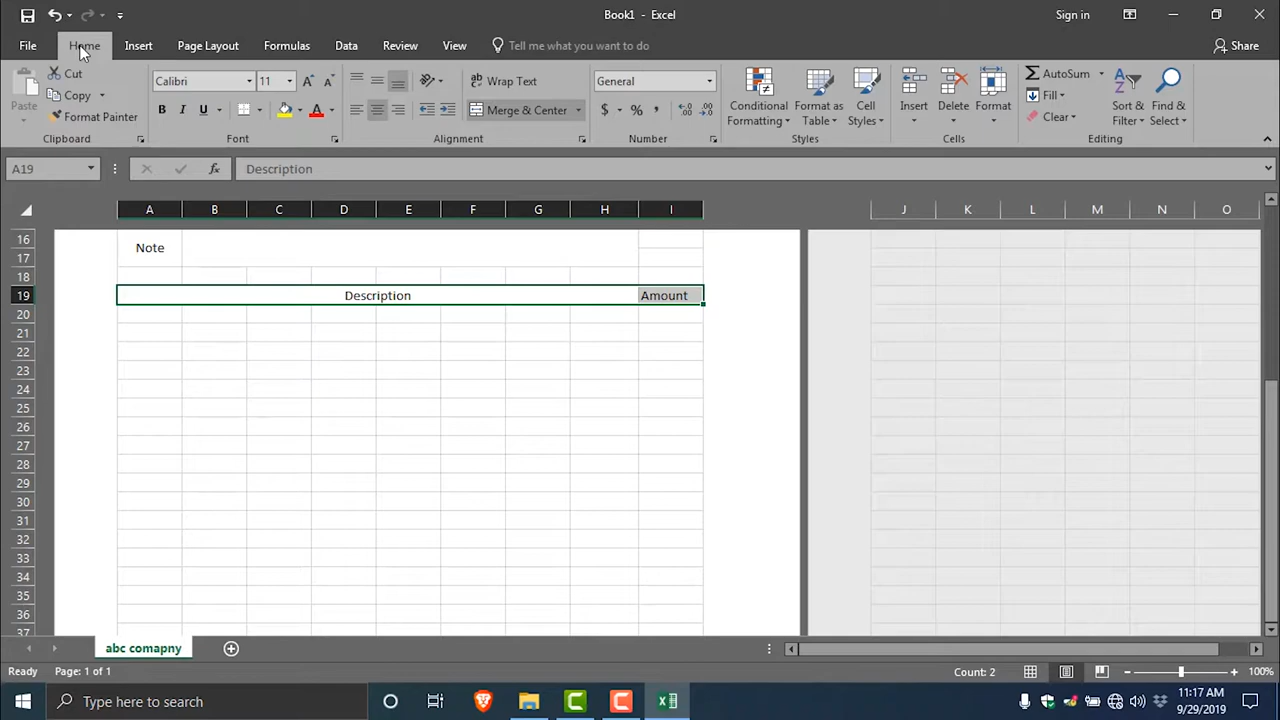 Book1 - Excel
Sign in
File Home Insert Page Layout Formulas Data Review View Tell me what you want to do Share
Cut
Copy
Format Painter
Paste
Clipboard
Calibri 11
B I U A
Font
Wrap Text
Merge & Center
Alignment
General
$ % ,
Number
Conditional Formatting
Format as Table
Cell Styles
Styles
Insert Delete Format
Cells
AutoSum
Fill
Clear
Sort & Filter
Find & Select
Editing
A19 fx Description
A B C D E F G H I J K L M N O
16
17
Note
18
19 Description Amount
20
21
22
23
24
25
26
27
28
29
30
31
32
33
34
35
36
37
abc comapny
Ready Page: 1 of 1 Count: 2 100%
Type here to search
11:17 AM
9/29/2019